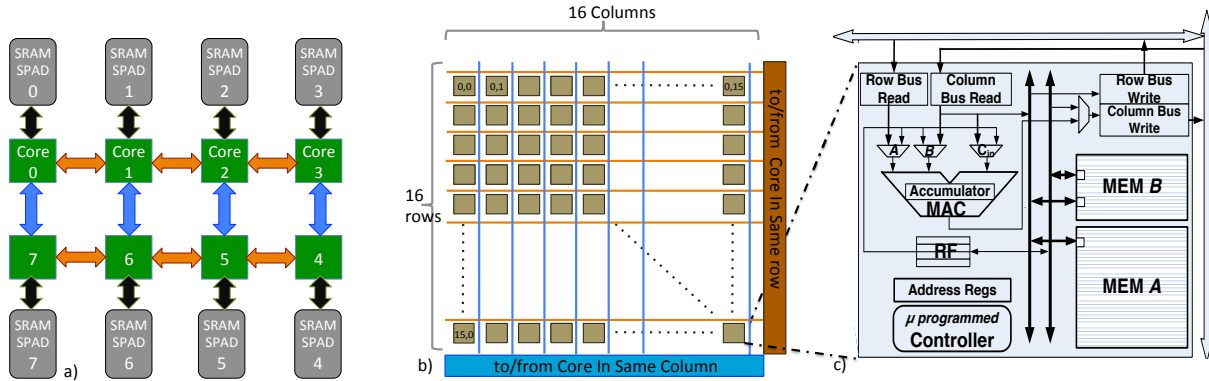 SRAM
SPAD
0
SRAM
SPAD
1
SRAM
SPAD
2
SRAM
SPAD
3
Core
0
Core
1
Core
2
Core
3
7
6
5
4
SRAM
SPAD
7
SRAM
SPAD
6
SRAM
SPAD
5
SRAM
SPAD
4
a)
16 Columns
16
rows
0,0
0,1
0,15
15,0
to/from Core In Same row
to/from Core In Same Column
b)
Row Bus
Read
Column
Bus Read
Row Bus
Write
Column Bus
Write
A
B
Cin
Accumulator
MAC
RF
MEM B
MEM A
Address Regs
μ programmed
Controller
c)